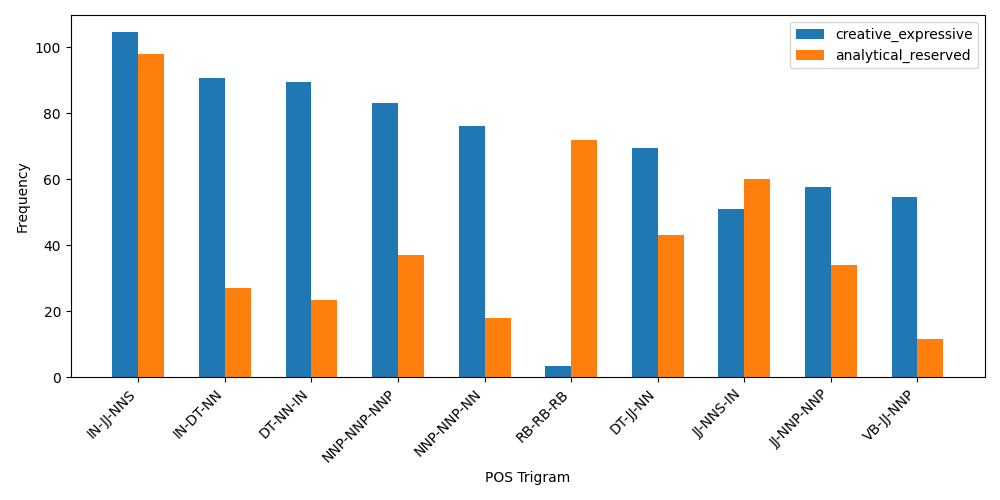 creative_expressive
analytical_reserved
100
80
60
40
20
0
Frequency
IN-JJ-NNS
IN-DT-NN
DT-NN-IN
NNP-NNP-NNP
NNP-NNP-NN
RB-RB-RB
DT-JJ-NN
JJ-NNS-IN
JJ-NNP-NNP
VB-JJ-NNP
POS Trigram